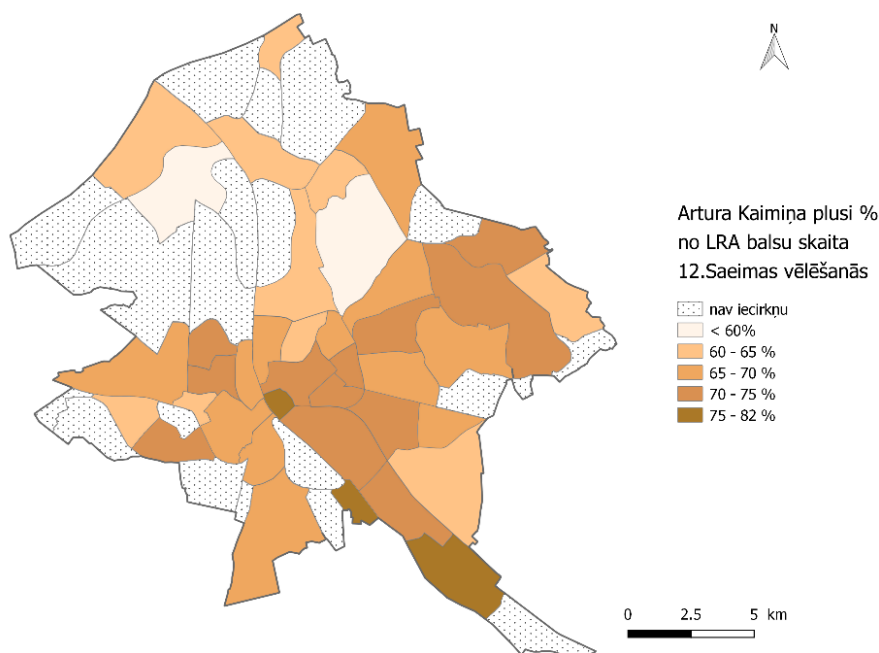 N
Artura Kaimiņa plusi %
no LRA balsu skaita
12.Saeimas vēlēšanās
nav iecirkņu
< 60%
60 - 65 %
65 - 70 %
70 - 75 %
75 - 82 %
0 2.5 5 km